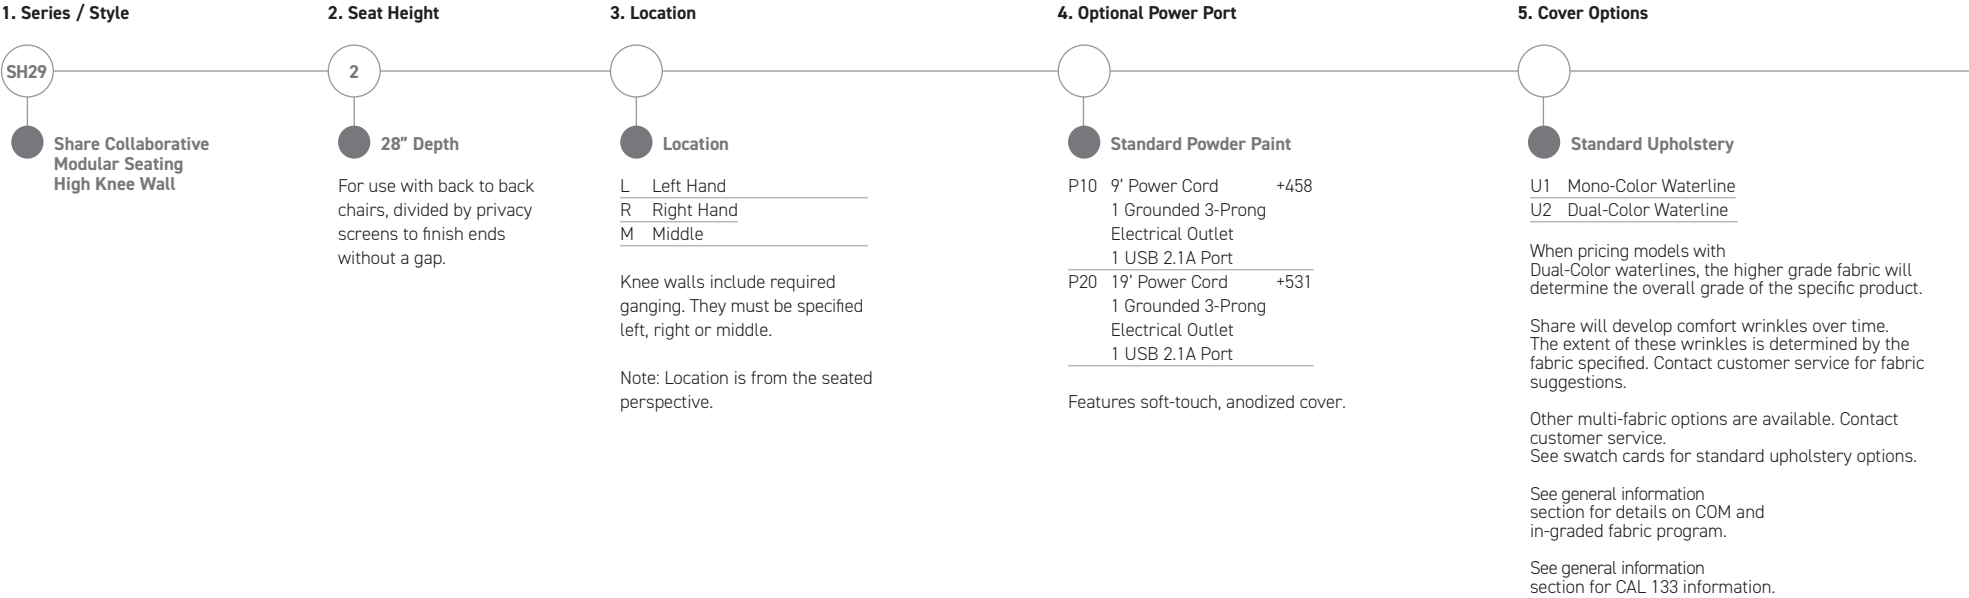 1. Series / Style
SH29
Share Collaborative
Modular Seating
High Knee Wall
2. Seat Height
2
28” Depth
For use with back to back
chairs, divided by privacy
screens to finish ends
without a gap.
3. Location
Location
L Left Hand
R Right Hand
M Middle
Knee walls include required
ganging. They must be specified
left, right or middle.
Note: Location is from the seated
perspective.
4. Optional Power Port
Standard Powder Paint
P10 9’ Power Cord +458
1 Grounded 3-Prong
Electrical Outlet
1 USB 2.1A Port
P20 19’ Power Cord +531
1 Grounded 3-Prong
Electrical Outlet
1 USB 2.1A Port
Features soft-touch, anodized cover.
5. Cover Options
Standard Upholstery
U1 Mono-Color Waterline
U2 Dual-Color Waterline
When pricing models with
Dual-Color waterlines, the higher grade fabric will
determine the overall grade of the specific product.
Share will develop comfort wrinkles over time.
The extent of these wrinkles is determined by the
fabric specified. Contact customer service for fabric
suggestions.
Other multi-fabric options are available. Contact
customer service.
See swatch cards for standard upholstery options.
See general information
section for details on COM and
in-graded fabric program.
See general information
section for CAL 133 information.